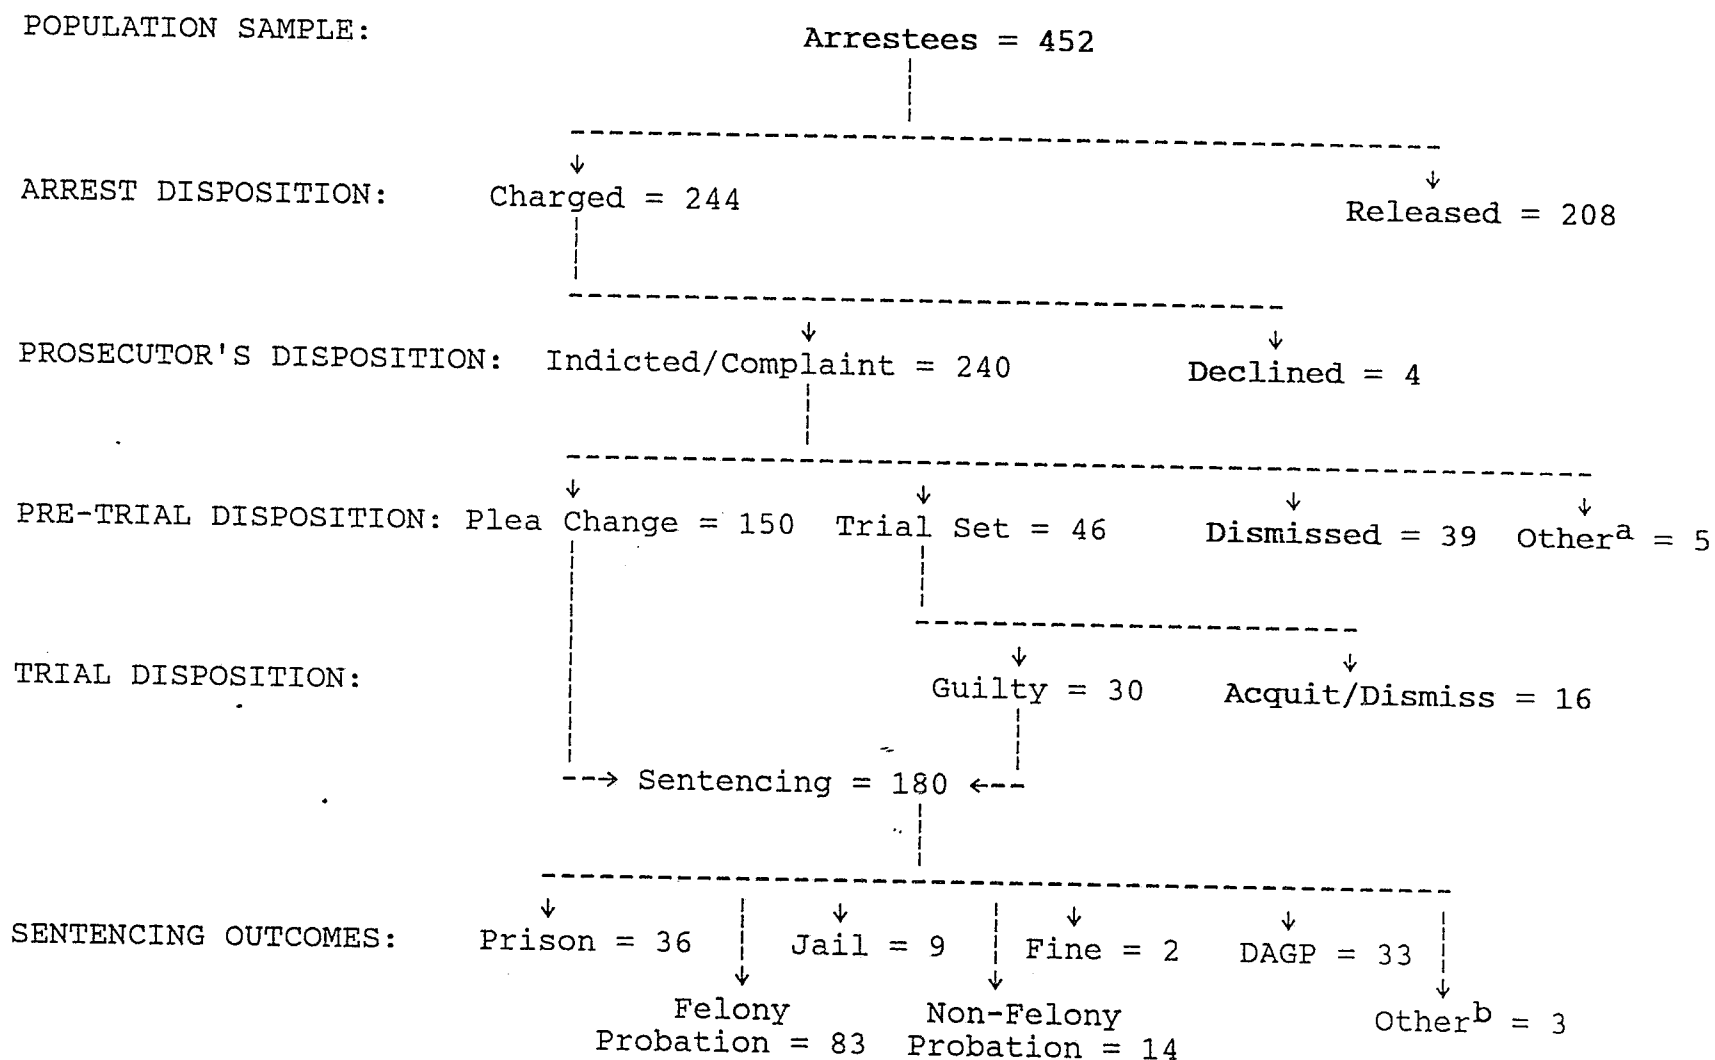 POPULATION SAMPLE: Arrestees = 452
ARREST DISPOSITION: Charged = 244 Released = 208
PROSECUTOR'S DISPOSITION: Indicted/Complaint = 240 Declined = 4
PRE-TRIAL DISPOSITION: Plea Change = 150 Trial Set = 46 Dismissed = 39 Otherᵃ = 5
TRIAL DISPOSITION: Guilty = 30 Acquit/Dismiss = 16
Sentencing = 180
SENTENCING OUTCOMES: Prison = 36 Jail = 9 Fine = 2 DAGP = 33
Felony Non-Felony Otherᵇ = 3
Probation = 83 Probation = 14